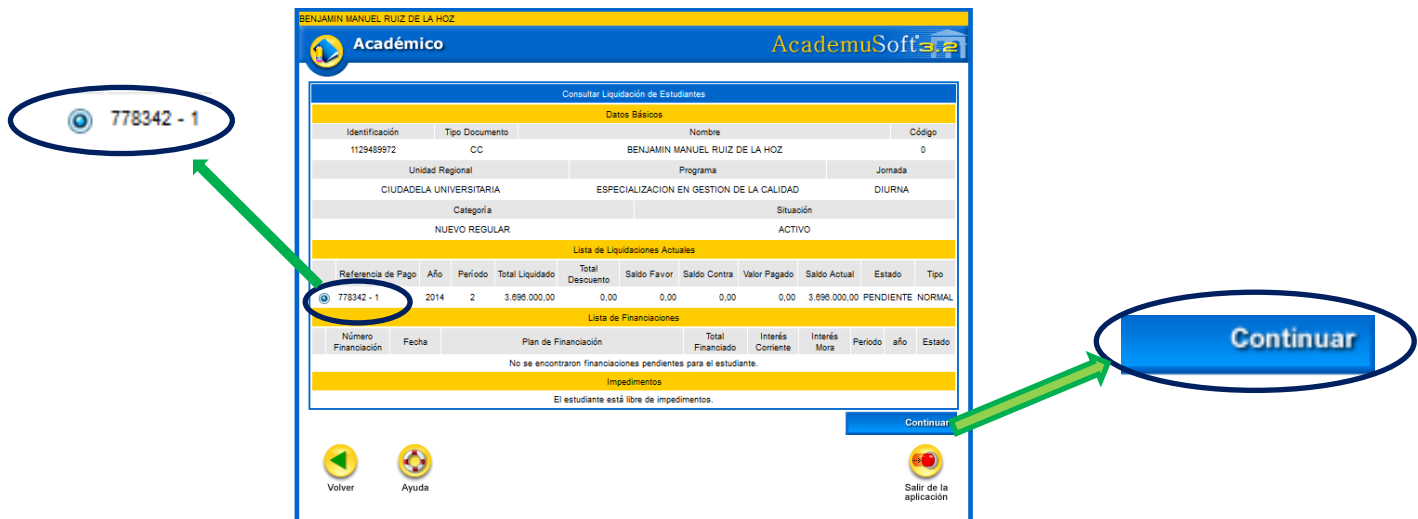 BENJAMIN MANUEL RUIZ DE LA HOZ
Académico
AcademuSoft 3.2
778342 - 1
Consultar Liquidación de Estudiantes
Datos Básicos
Identificación Tipo Documento Nombre Código
1129489972 CC BENJAMIN MANUEL RUIZ DE LA HOZ 0
Unidad Regional Programa Jornada
CIUDADELA UNIVERSITARIA ESPECIALIZACION EN GESTION DE LA CALIDAD DIURNA
Categoría Situación
NUEVO REGULAR ACTIVO
Lista de Liquidaciones Actuales
Referencia de Pago Año Período Total Liquidado Total Descuento Saldo Favor Saldo Contra Valor Pagado Saldo Actual Estado Tipo
778342 - 1 2014 2 3.696.000,00 0,00 0,00 0,00 0,00 3.696.000,00 PENDIENTE NORMAL
Lista de Financiaciones
Número Financiación Fecha Plan de Financiación Total Financiado Interés Corriente Interés Mora Periodo año Estado
No se encontraron financiaciones pendientes para el estudiante.
Impedimentos
El estudiante está libre de impedimentos.
Continuar
Continuar
Volver Ayuda Salir de la aplicación